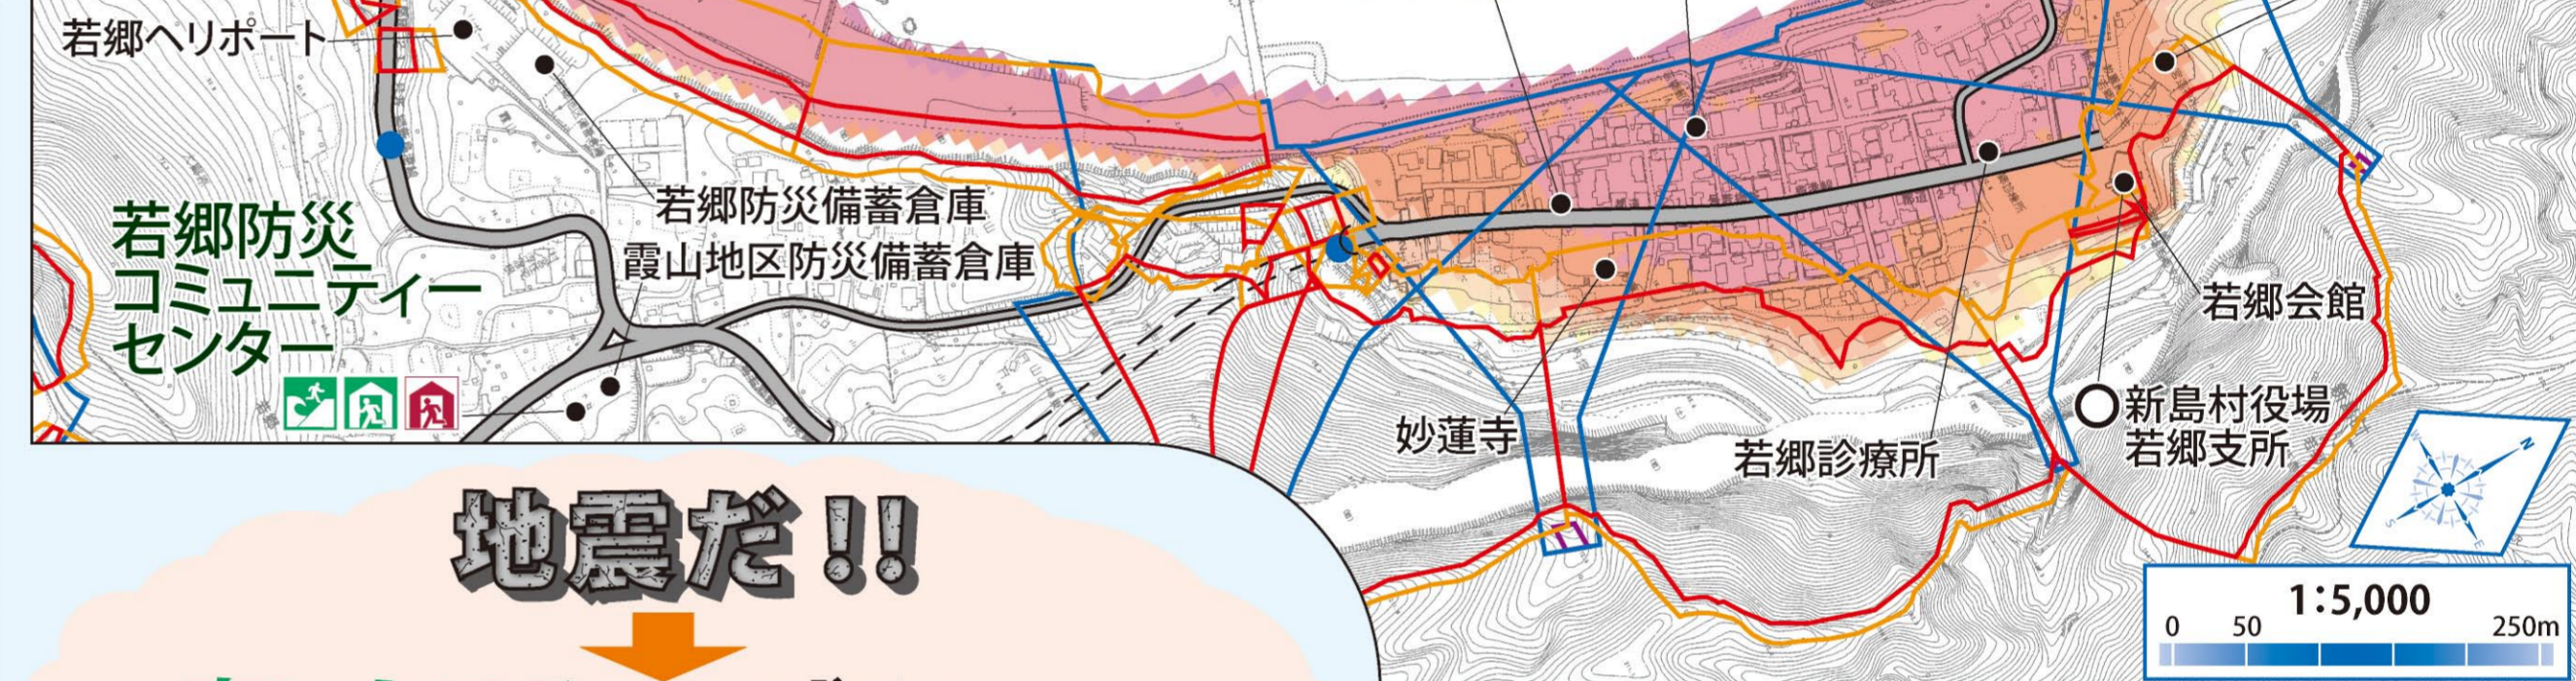 若郷ヘリポート
若郷防災備蓄倉庫
霞山地区防災備蓄倉庫
若郷防災
コミュニティー
センター
若郷会館
新島村役場
若郷支所
妙蓮寺
若郷診療所
N
S
E
1:5,000
0 50 250m
地震だ!!